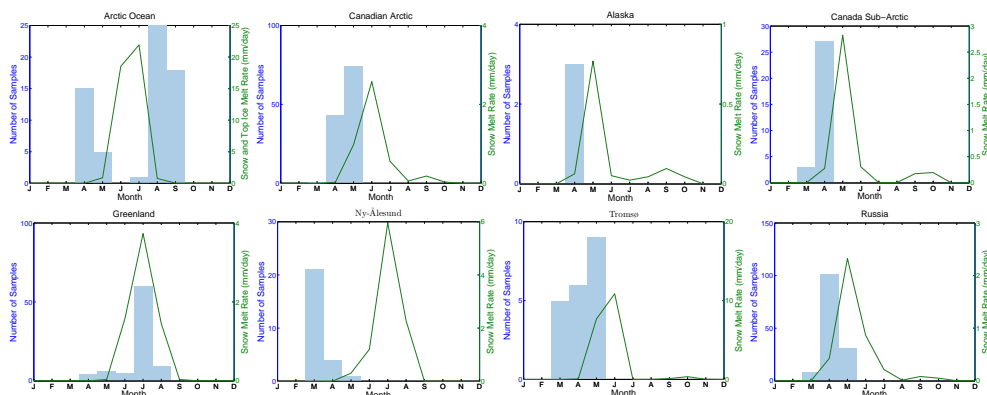 Arctic Ocean
Number of Samples
0 5 10 15 20 25
Snow and Top Ice Melt Rate (mm/day)
0 5 10 15 20 25
J F M A M J J A S O N D
Month
Canadian Arctic
Number of Samples
0 50 100
Snow Melt Rate (mm/day)
0 2 4
J F M A M J J A S O N D
Month
Alaska
Number of Samples
0 2 4
Snow Melt Rate (mm/day)
0 0.5 1
J F M A M J J A S O N D
Month
Canada Sub−Arctic
Number of Samples
0 5 10 15 20 25 30
Snow Melt Rate (mm/day)
0 0.5 1 1.5 2 2.5 3
J F M A M J J A S O N D
Month
Greenland
Number of Samples
0 50 100
Snow Melt Rate (mm/day)
0 2 4
J F M A M J J A S O N D
Month
Ny-Ålesund
Number of Samples
0 10 20 30
Snow Melt Rate (mm/day)
0 2 4 6
J F M A M J J A S O N D
Month
Tromsø
Number of Samples
0 5 10
Snow Melt Rate (mm/day)
0 10 20
J F M A M J J A S O N D
Month
Russia
Number of Samples
0 50 100 150
Snow Melt Rate (mm/day)
0 1 2 3
J F M A M J J A S O N D
Month